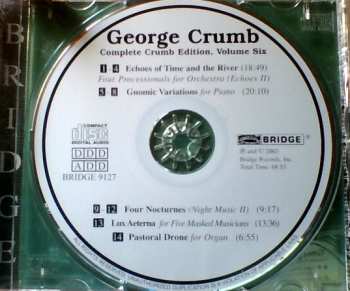 BRIDGE
George Crumb
Complete Crumb Edition, Volume Six
1 - 4 Echoes of Time and the River (18:49)
Four Processionals for Orchestra (Echoes II)
5 - 8 Gnomic Variations for Piano (20:10)
COMPACT
disc
DIGITAL AUDIO
DDD
ADD
BRIDGE 9127
BRIDGE
℗ and © 2003
Bridge Records, Inc.
9 - 12 Four Nocturnes (Night Music II) (9:17)
13 Lux Aeterna for Five Masked Musicians (13:36)
14 Pastoral Drone for Organ (6:55)